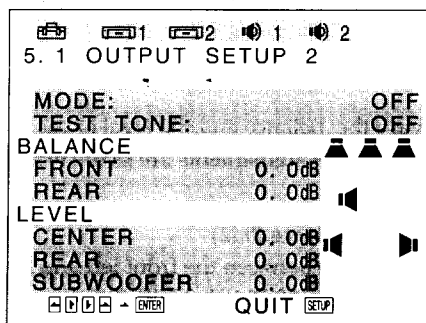 1 2 1 2
5. 1 OUTPUT SETUP 2
MODE: OFF
TEST TONE: OFF
BALANCE
FRONT 0. 0dB
REAR 0. 0dB
LEVEL
CENTER 0. 0dB
REAR 0. 0dB
SUBWOOFER 0. 0dB
ENTER QUIT SETUP